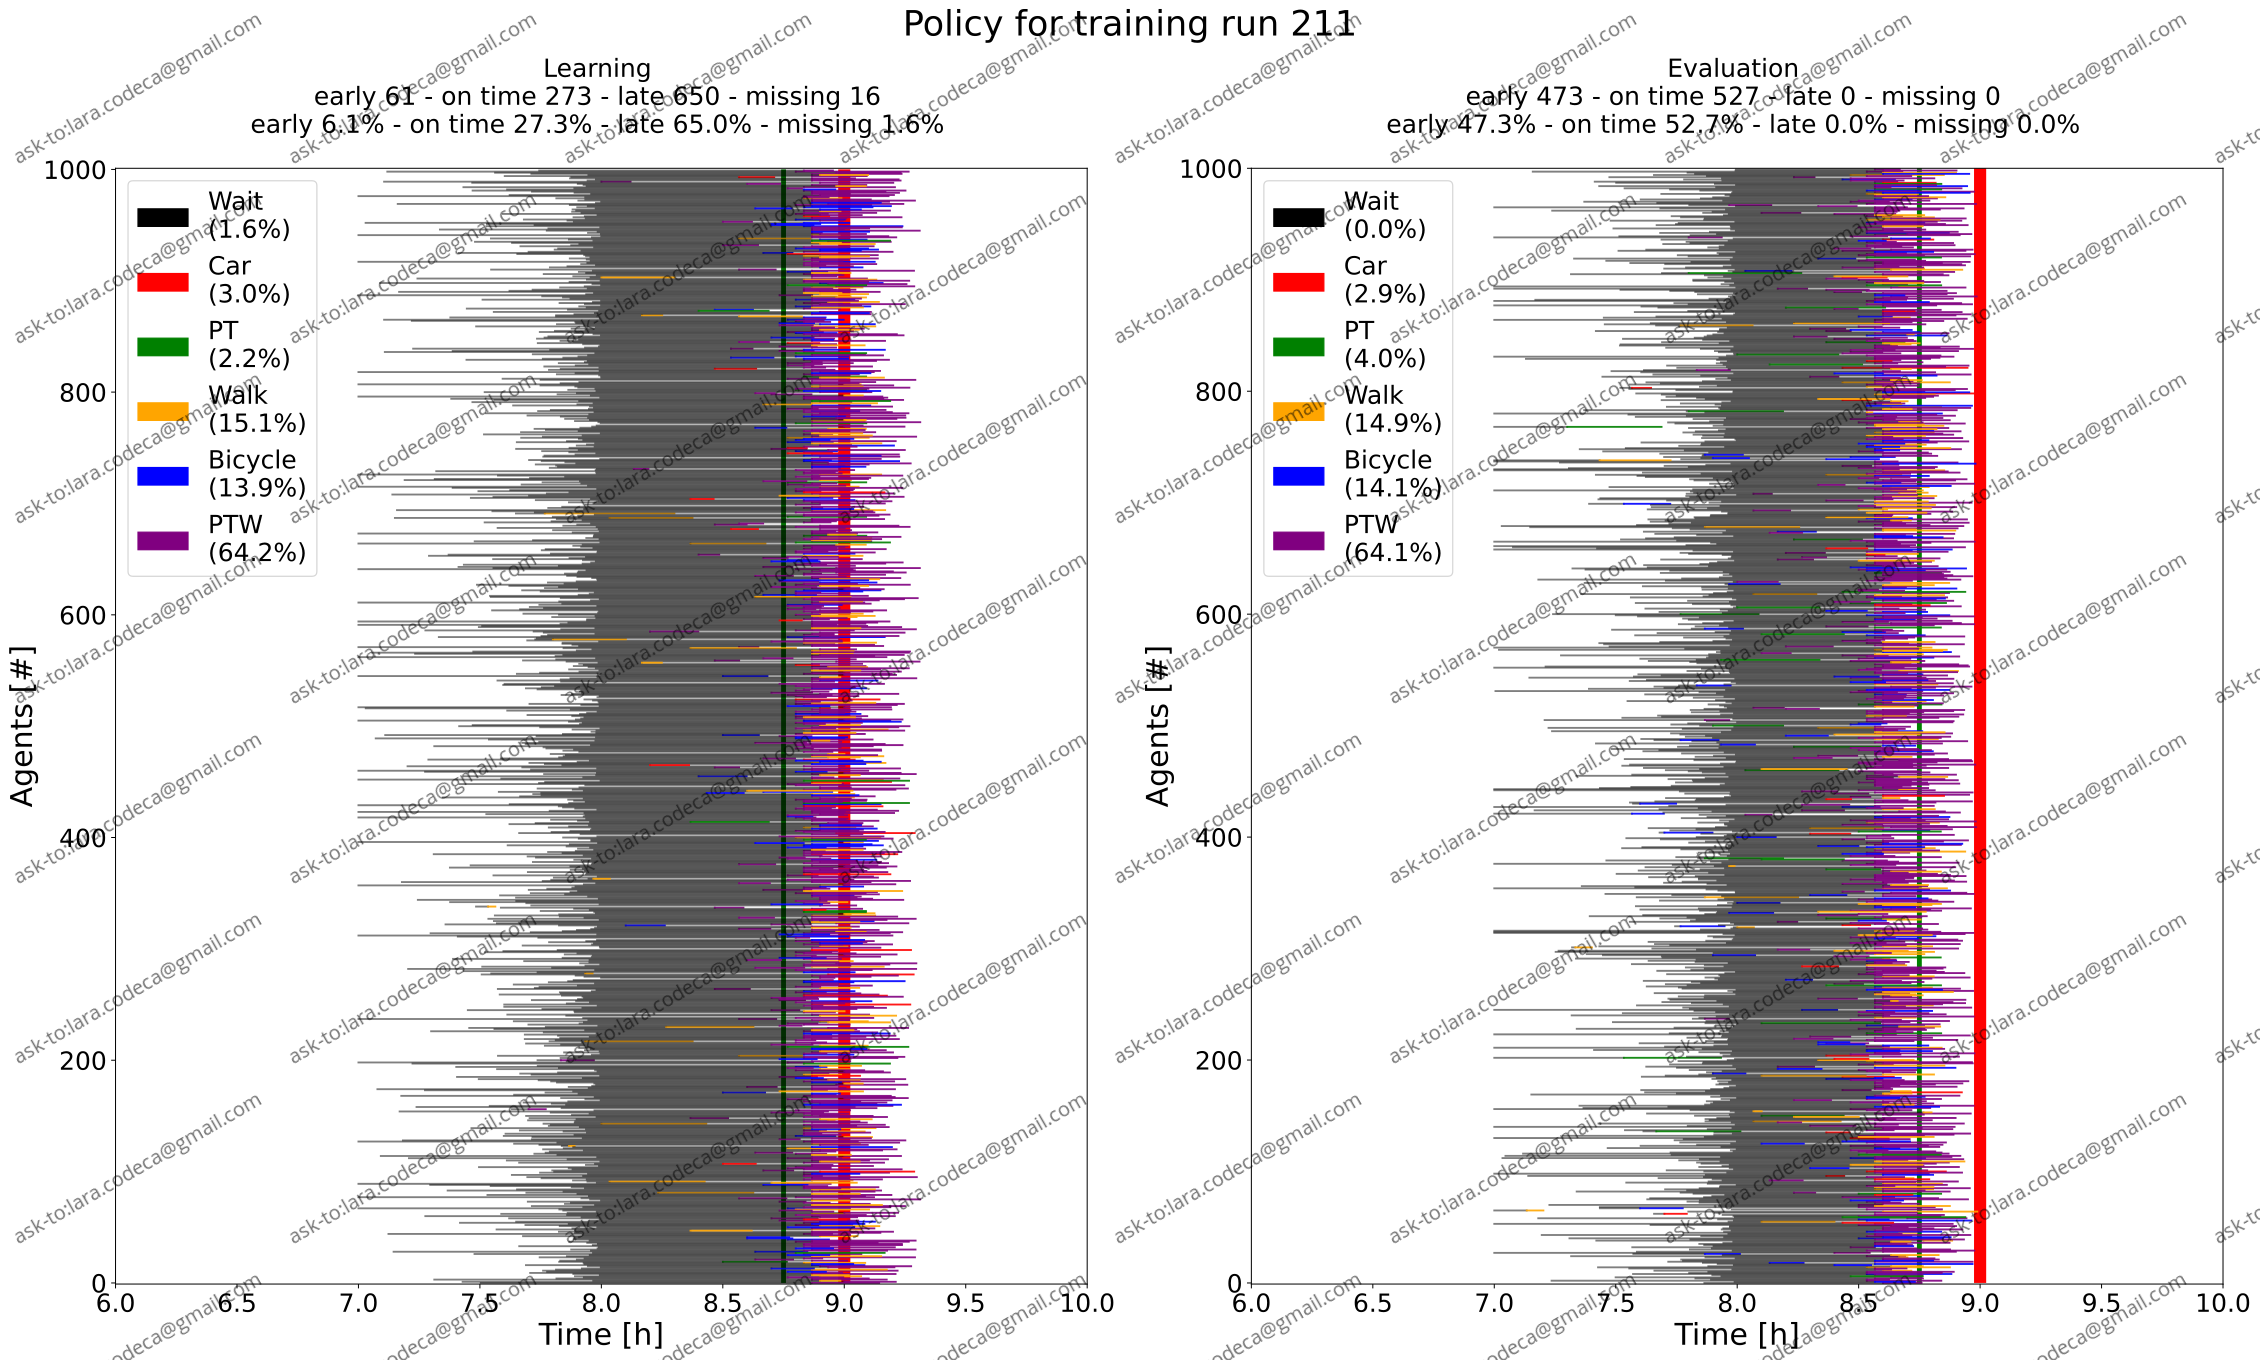 Policy for training run 211
Learning
early 61 - on time 273 - late 650 - missing 16
early 6.1% - on time 27.3% - late 65.0% - missing 1.6%
Wait
(1.6%)
Car
(3.0%)
PT
(2.2%)
Walk
(15.1%)
Bicycle
(13.9%)
PTW
(64.2%)
1000
800
600
400
200
0
Agents [#]
6.0 6.5 7.0 7.5 8.0 8.5 9.0 9.5 10.0
Time [h]
Evaluation
early 473 - on time 527 - late 0 - missing 0
early 47.3% - on time 52.7% - late 0.0% - missing 0.0%
Wait
(0.0%)
Car
(2.9%)
PT
(4.0%)
Walk
(14.9%)
Bicycle
(14.1%)
PTW
(64.1%)
1000
800
600
400
200
0
Agents [#]
6.0 6.5 7.0 7.5 8.0 8.5 9.0 9.5 10.0
Time [h]
ask-to:lara.codeca@gmail.com